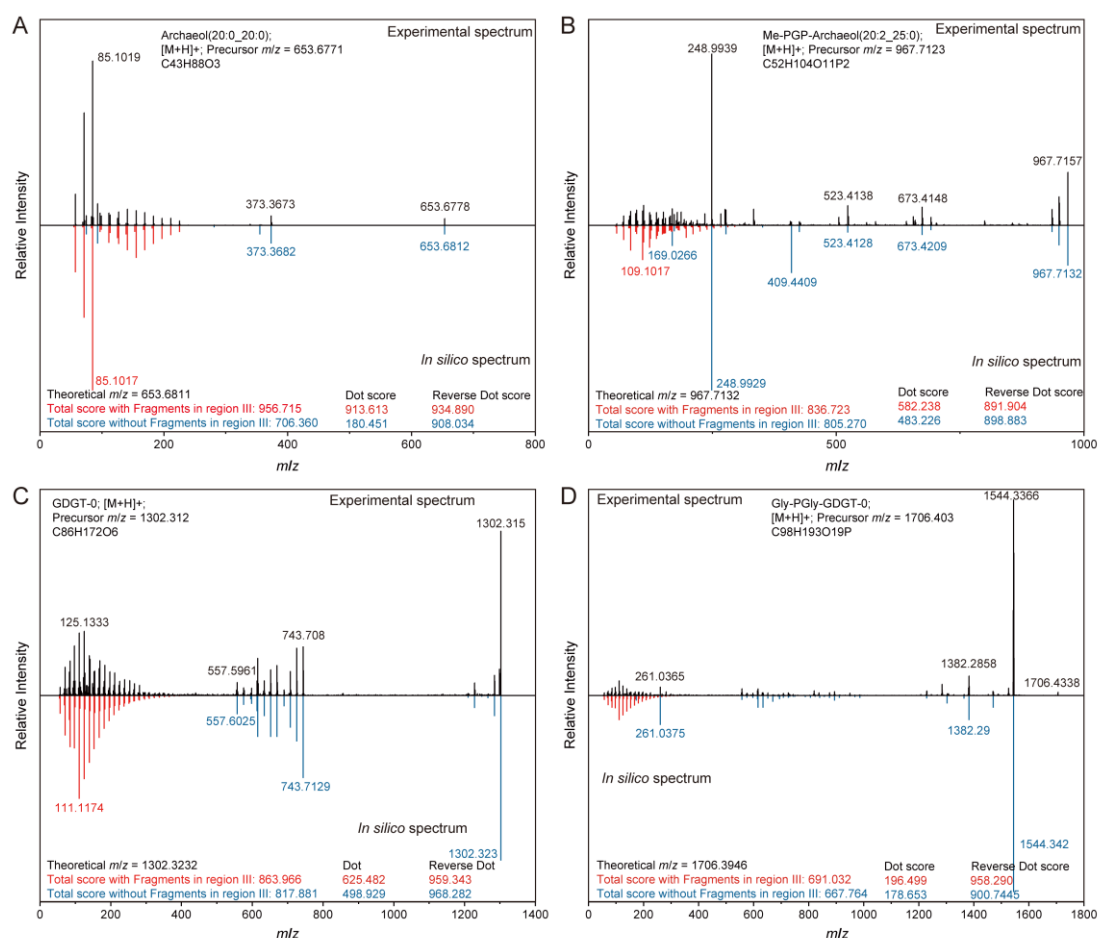 A
Archaeol(20:0_20:0);
[M+H]+; Precursor m/z = 653.6771
C43H88O3
Experimental spectrum
85.1019
373.3673
653.6778
373.3682
653.6812
85.1017
In silico spectrum
Theoretical m/z = 653.6811
Dot score
Reverse Dot score
Total score with Fragments in region III: 956.715
913.613
934.890
Total score without Fragments in region III: 706.360
180.451
908.034
0
200
400
600
800
m/z
Relative Intensity
B
Me-PGP-Archaeol(20:2_25:0);
[M+H]+; Precursor m/z = 967.7123
C52H104O11P2
Experimental spectrum
248.9939
967.7157
523.4138
673.4148
169.0266
109.1017
409.4409
523.4128
673.4209
967.7132
In silico spectrum
248.9929
Theoretical m/z = 967.7132
Dot score
Reverse Dot score
Total score with Fragments in region III: 836.723
582.238
891.904
Total score without Fragments in region III: 805.270
483.226
898.883
0
500
1000
m/z
Relative Intensity
C
GDGT-0; [M+H]+;
Precursor m/z = 1302.312
C86H172O6
Experimental spectrum
1302.315
125.1333
743.708
557.5961
557.6025
743.7129
111.1174
In silico spectrum
1302.323
Theoretical m/z = 1302.3232
Dot
Reverse Dot
Total score with Fragments in region III: 863.966
625.482
959.343
Total score without Fragments in region III: 817.881
498.929
968.282
0
200
400
600
800
1000
1200
1400
m/z
Relative Intensity
D
Experimental spectrum
Gly-PGly-GDGT-0;
[M+H]+; Precursor m/z = 1706.403
C98H193O19P
1544.3366
261.0365
1382.2858
1706.4338
261.0375
1382.29
In silico spectrum
1544.342
Theoretical m/z = 1706.3946
Dot score
Reverse Dot score
Total score with Fragments in region III: 691.032
196.499
958.290
Total score without Fragments in region III: 667.764
178.653
900.7445
0
200
400
600
800
1000
1200
1400
1600
1800
m/z
Relative Intensity